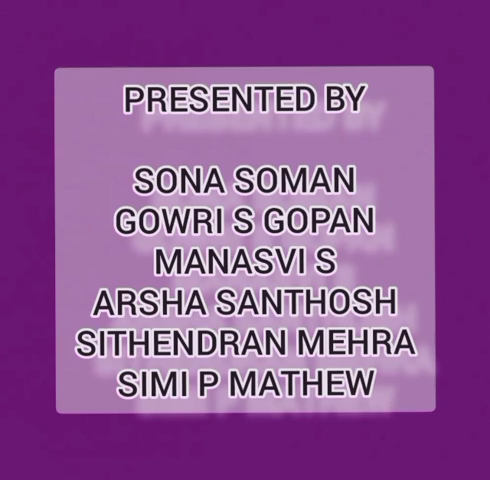 PRESENTED BY
SONA SOMAN
GOWRI S GOPAN
MANASVI S
ARSHA SANTHOSH
SITHENDRAN MEHRA
SIMI P MATHEW